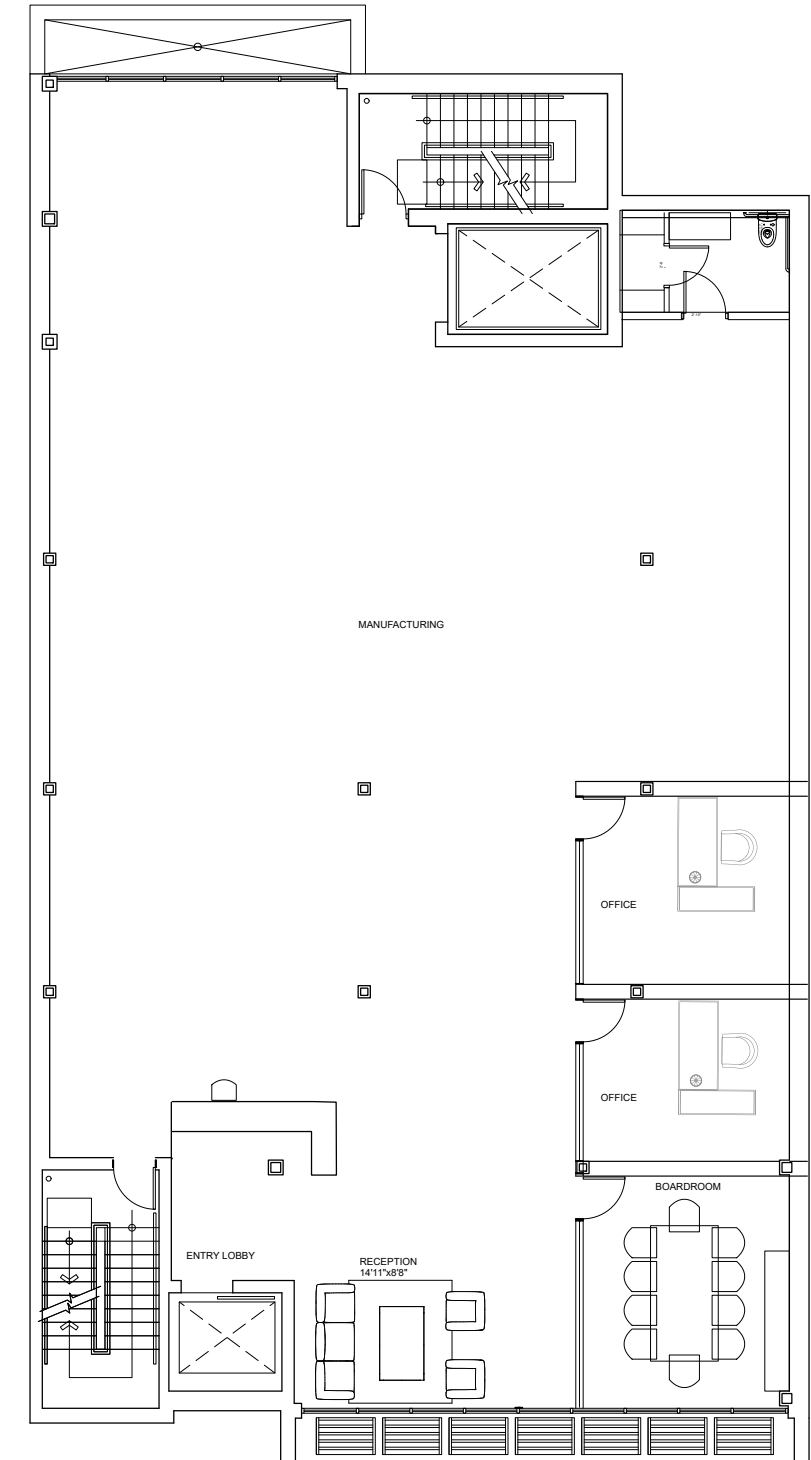 MANUFACTURING
OFFICE
OFFICE
BOARDROOM
ENTRY LOBBY
RECEPTION
14'11"x8'8"